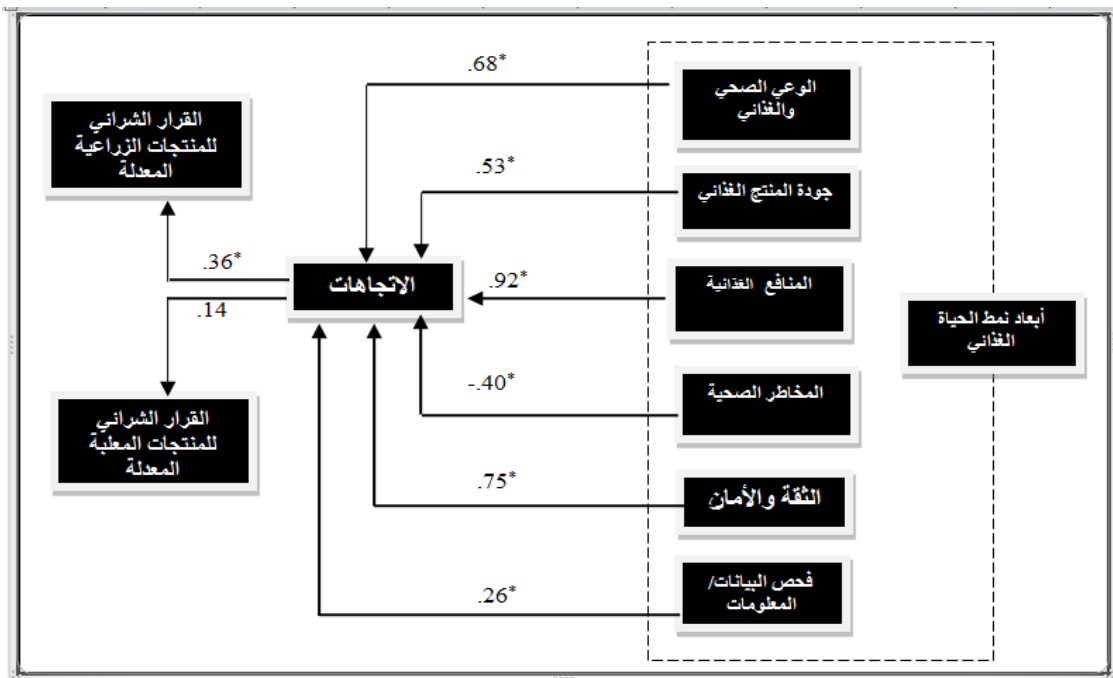 الوعي الصحي
والغذائي
.68*
جودة المنتج الغذائي
.53*
المنافع الغذائية
.92*
المخاطر الصحية
-.40*
الثقة والأمان
.75*
فحص البيانات/
المعلومات
.26*
أبعاد نمط الحياة
الغذائي
الاتجاهات
.36*
.14
القرار الشرائي
للمنتجات الزراعية
المعدلة
القرار الشرائي
للمنتجات المعلبة
المعدلة